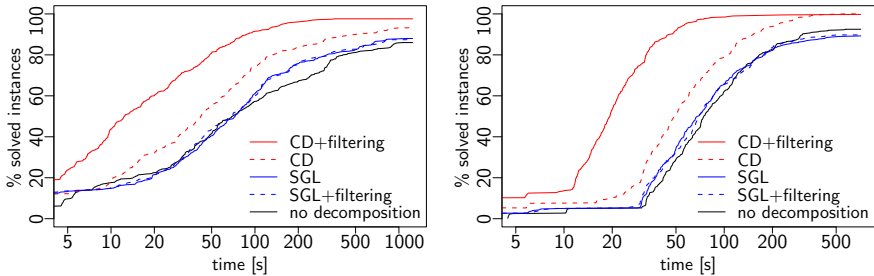 % solved instances
100
80
60
40
20
0
CD+filtering
CD
SGL
SGL+filtering
no decomposition
5 10 20 50 100 200 500 1000
time [s]
% solved instances
100
80
60
40
20
0
CD+filtering
CD
SGL
SGL+filtering
no decomposition
5 10 20 50 100 200 500
time [s]